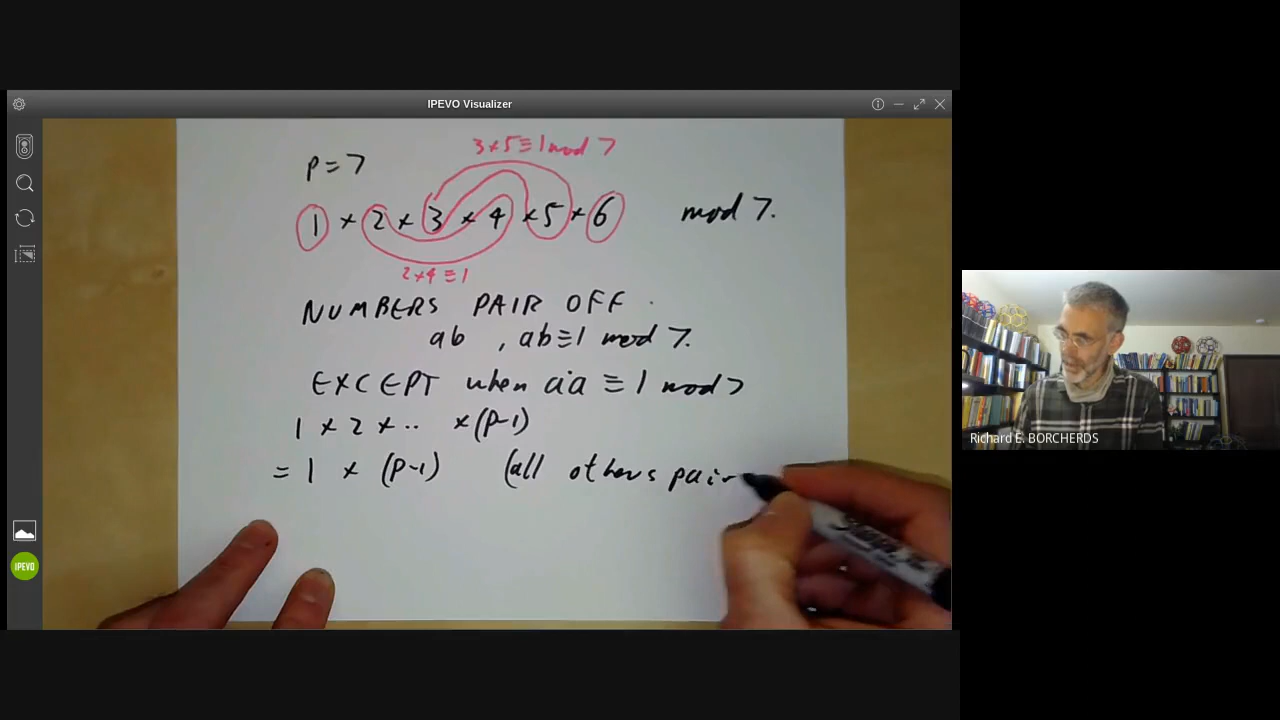 IPEVO Visualizer
3×5≡1 mod 7
p=7
1 × 2 × 3 × 4 × 5 × 6 mod 7.
2×4≡1
NUMBERS PAIR OFF.
ab , ab≡1 mod 7.
EXCEPT when a·a ≡ 1 mod 7
1 × 2 × ·· ×(p-1)
= 1 × (p-1) (all others pair
Richard E. BORCHERDS
IPEVO